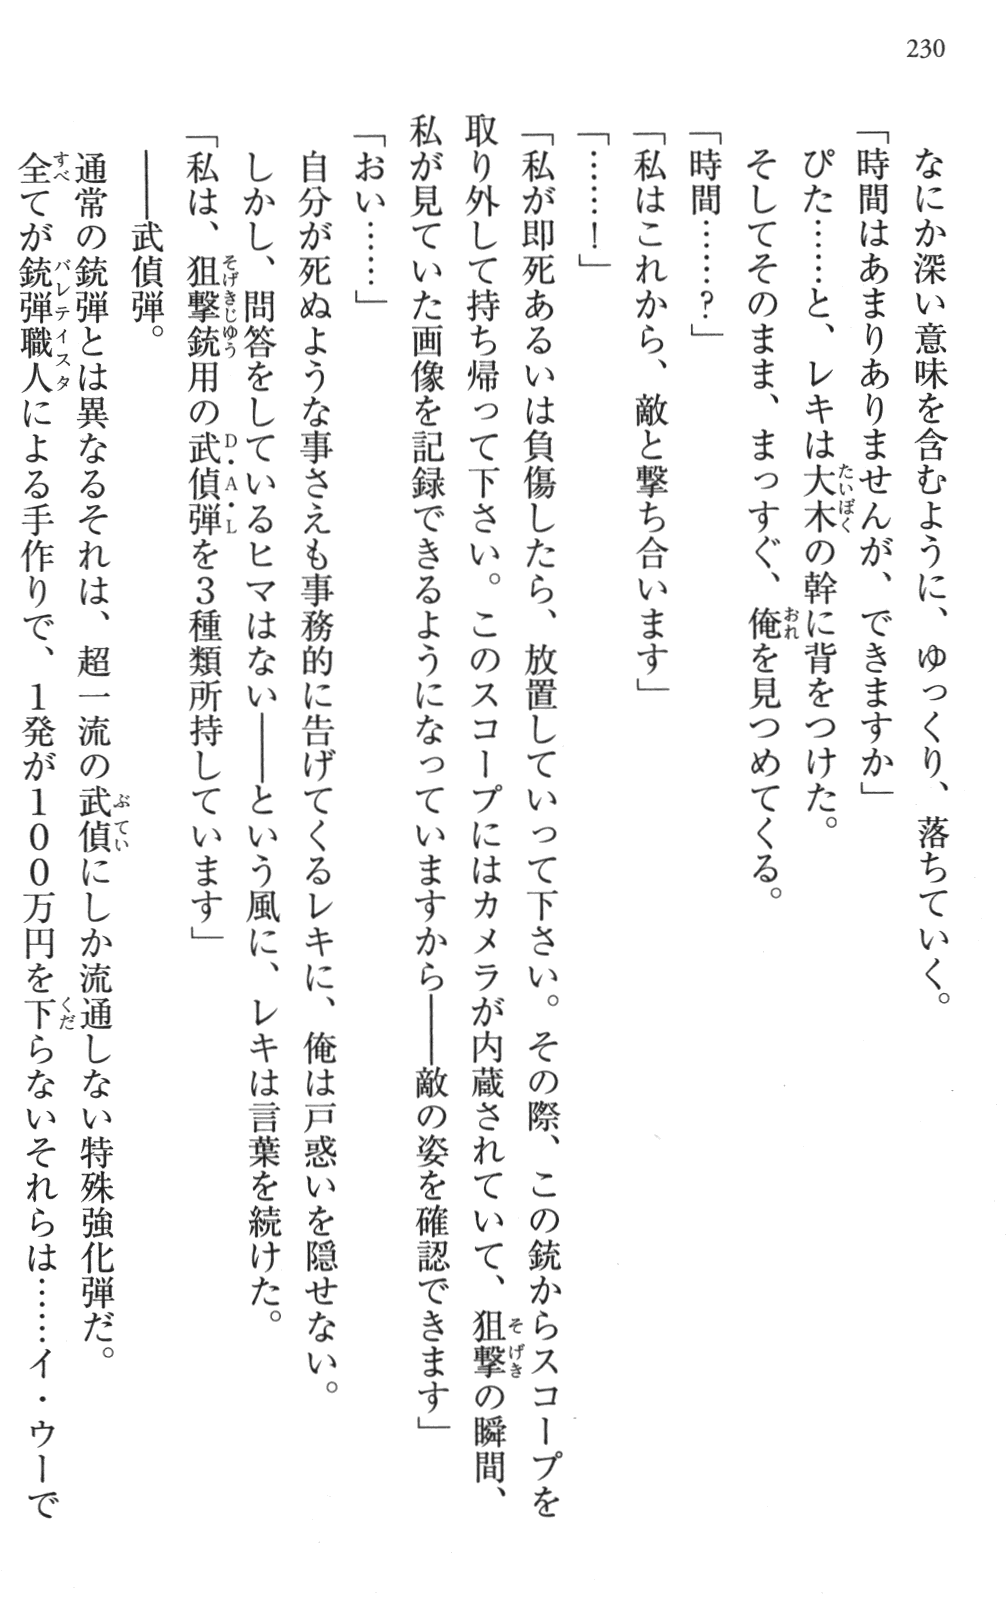 230
なにか深い意味を含むように、ゆっくり、落ちていく。
「時間はあまりありませんが、できますか」
ぴた……と、レキは大木の幹に背をつけた。
そしてそのまま、まっすぐ、俺を見つめてくる。
「時間……?」
「私はこれから、敵と撃ち合います」
「……!」
「私が即死あるいは負傷したら、放置していって下さい。その際、この銃からスコープを
取り外して持ち帰って下さい。このスコープにはカメラが内蔵されていて、狙撃の瞬間、
私が見ていた画像を記録できるようになっていますから――敵の姿を確認できます」
「おい……」
自分が死ぬような事さえも事務的に告げてくるレキに、俺は戸惑いを隠せない。
しかし、問答をしているヒマはない――という風に、レキは言葉を続けた。
「私は、狙撃銃用の武偵弾を3種類所持しています」
――武偵弾。
通常の銃弾とは異なるそれは、超一流の武偵にしか流通しない特殊強化弾だ。
全てが銃弾職人による手作りで、1発が100万円を下らないそれらは……イ・ウーで